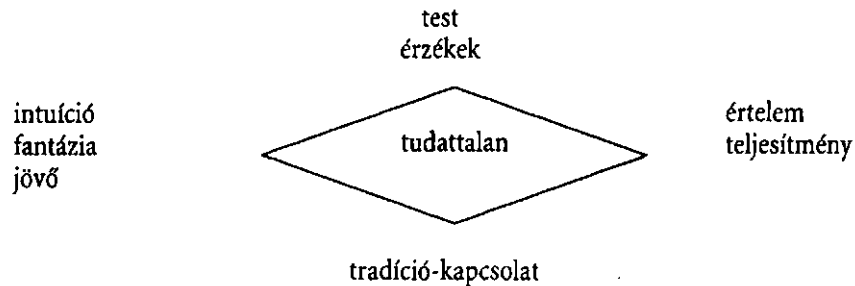 test
érzékek
intuíció
fantázia
jövő
tudattalan
értelem
teljesítmény
tradíció-kapcsolat